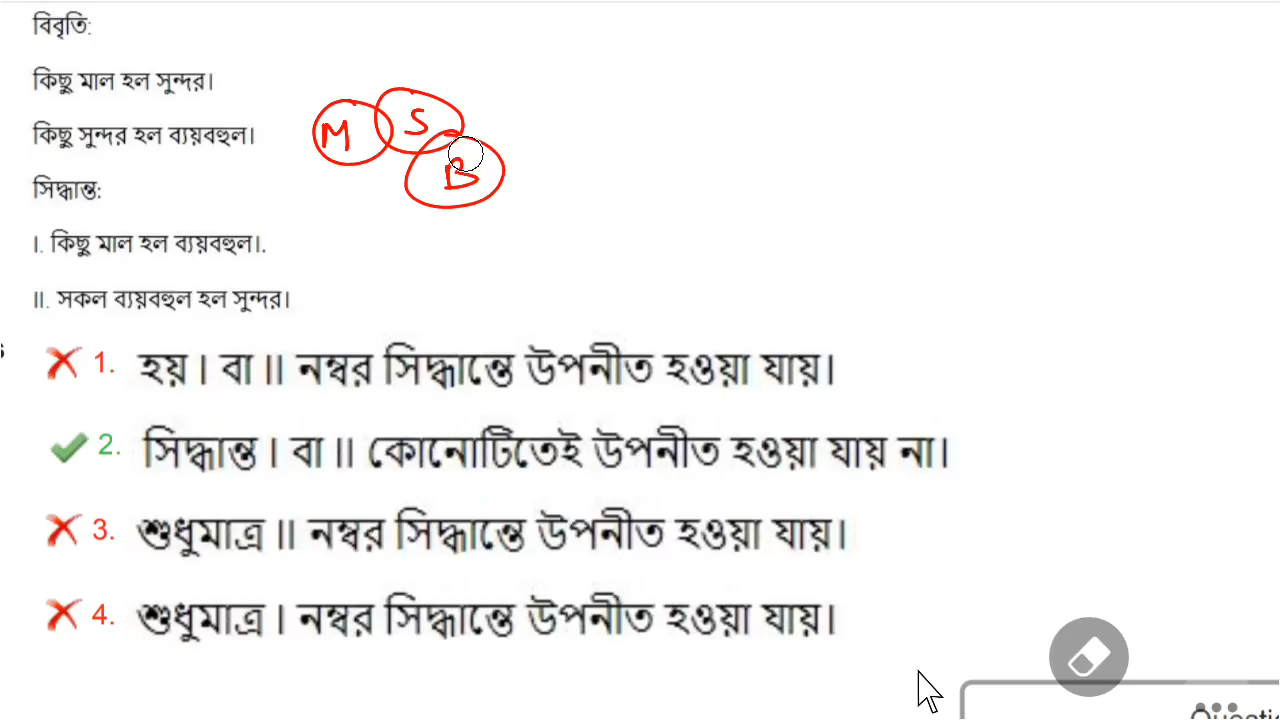 বিবৃতি:
কিছু মাল হল সুন্দর।
কিছু সুন্দর হল ব্যয়বহুল।
M S
B
সিদ্ধান্ত:
I. কিছু মাল হল ব্যয়বহুল।.
II. সকল ব্যয়বহুল হল সুন্দর।
1. হয় I বা II নম্বর সিদ্ধান্তে উপনীত হওয়া যায়।
2. সিদ্ধান্ত I বা II কোনোটিতেই উপনীত হওয়া যায় না।
3. শুধুমাত্র II নম্বর সিদ্ধান্তে উপনীত হওয়া যায়।
4. শুধুমাত্র I নম্বর সিদ্ধান্তে উপনীত হওয়া যায়।